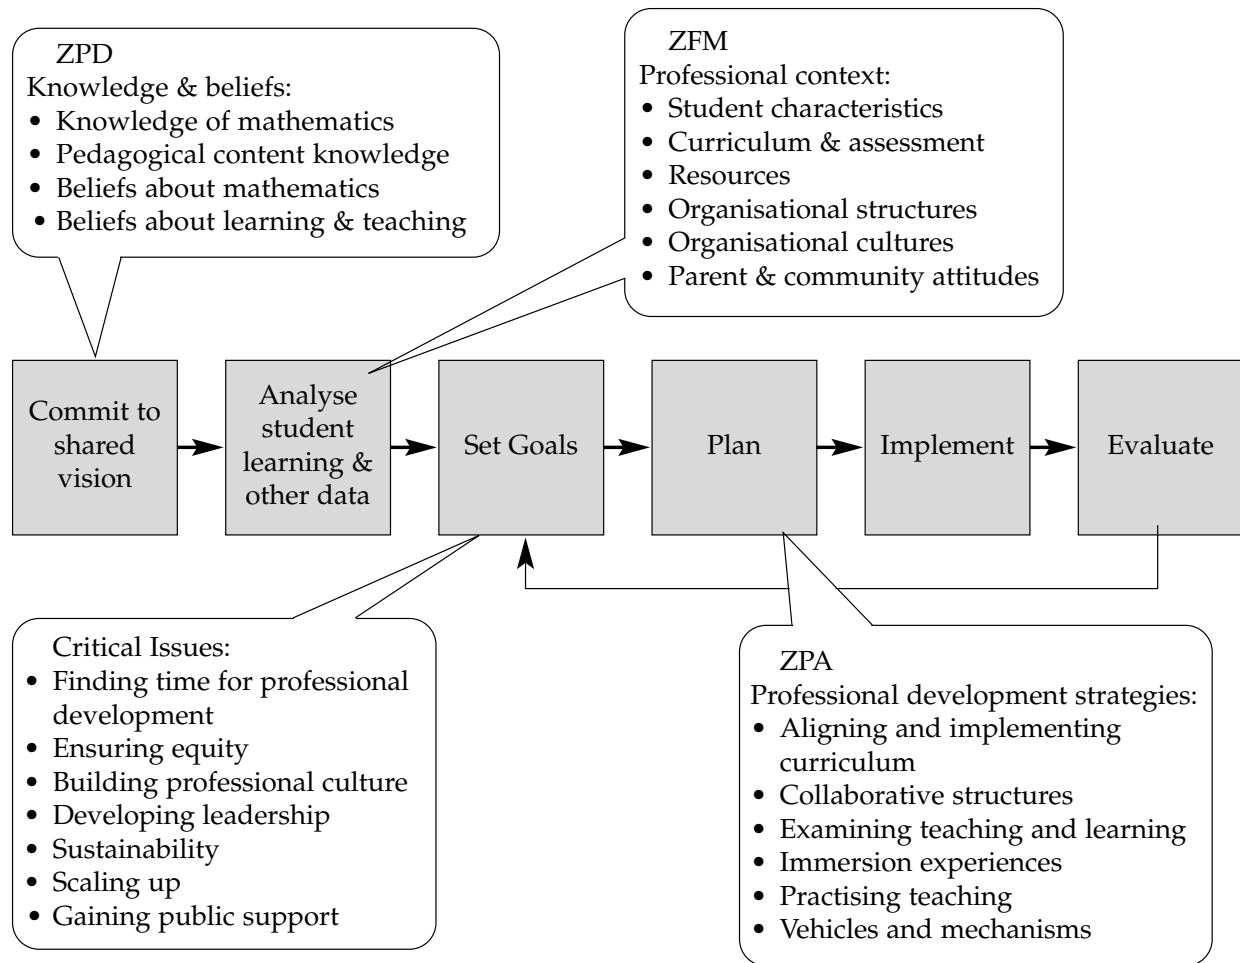 ZPD
Knowledge & beliefs:
• Knowledge of mathematics
• Pedagogical content knowledge
• Beliefs about mathematics
• Beliefs about learning & teaching
ZFM
Professional context:
• Student characteristics
• Curriculum & assessment
• Resources
• Organisational structures
• Organisational cultures
• Parent & community attitudes
Commit to
shared
vision
Analyse
student
learning &
other data
Set Goals
Plan
Implement
Evaluate
Critical Issues:
• Finding time for professional
development
• Ensuring equity
• Building professional culture
• Developing leadership
• Sustainability
• Scaling up
• Gaining public support
ZPA
Professional development strategies:
• Aligning and implementing
curriculum
• Collaborative structures
• Examining teaching and learning
• Immersion experiences
• Practising teaching
• Vehicles and mechanisms